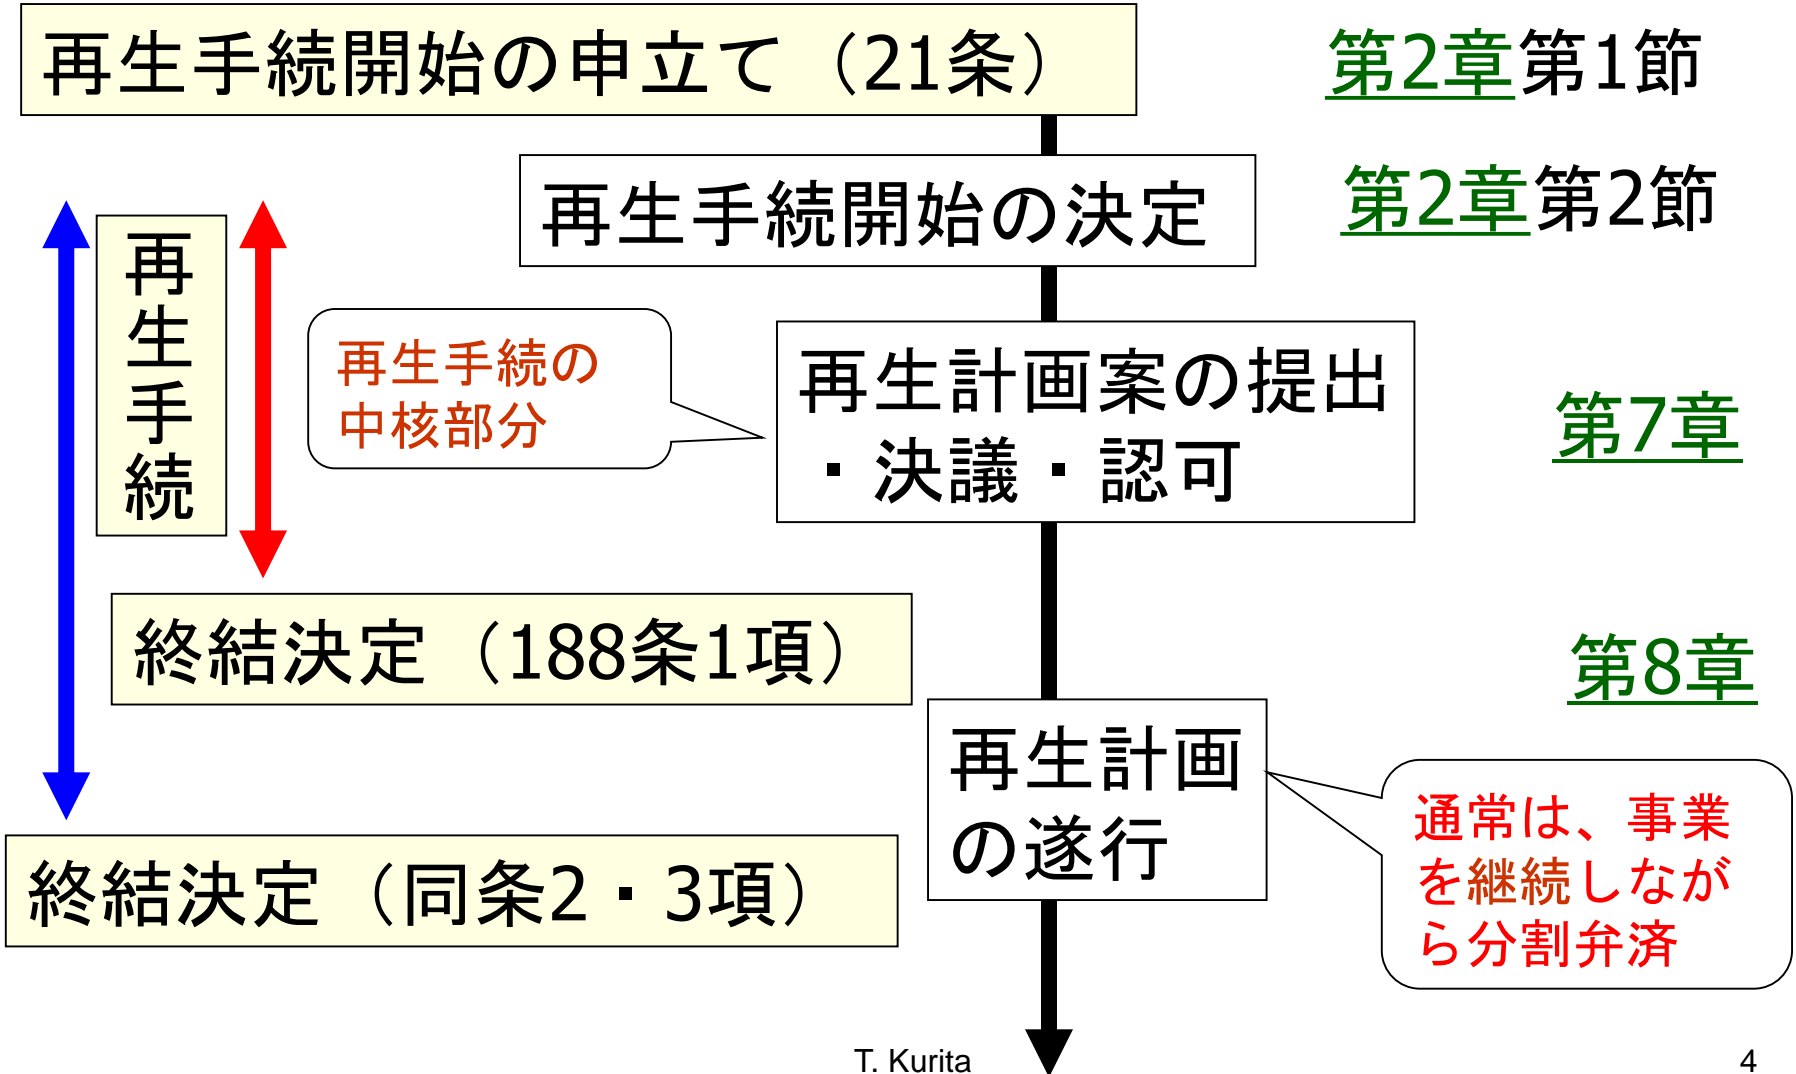 再生手続開始の申立て（21条）
第2章第1節
再生手続開始の決定
第2章第2節
再生手続
再生手続の
中核部分
再生計画案の提出
・決議・認可
第7章
終結決定（188条1項）
第8章
再生計画
の遂行
通常は、事業
を継続しなが
ら分割弁済
終結決定（同条2・3項）
T. Kurita
4